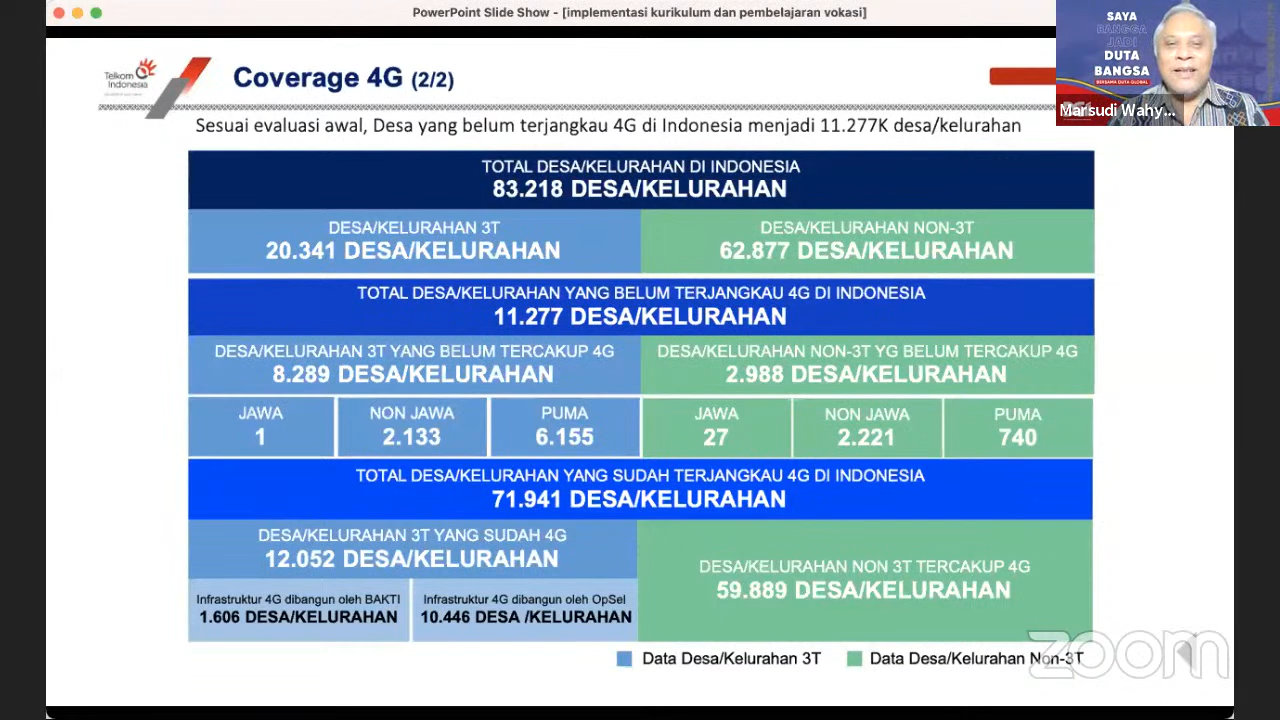 PowerPoint Slide Show - [implementasi kurikulum dan pembelajaran vokasi]
SAYA
BANGGA
JADI
DUTA
BANGSA
BERSAMA DUTA GLOBAL
Marsudi Wahy...
Telkom
Indonesia
Coverage 4G (2/2)
Sesuai evaluasi awal, Desa yang belum terjangkau 4G di Indonesia menjadi 11.277K desa/kelurahan
TOTAL DESA/KELURAHAN DI INDONESIA
83.218 DESA/KELURAHAN
DESA/KELURAHAN 3T
20.341 DESA/KELURAHAN
DESA/KELURAHAN NON-3T
62.877 DESA/KELURAHAN
TOTAL DESA/KELURAHAN YANG BELUM TERJANGKAU 4G DI INDONESIA
11.277 DESA/KELURAHAN
DESA/KELURAHAN 3T YANG BELUM TERCAKUP 4G
8.289 DESA/KELURAHAN
DESA/KELURAHAN NON-3T YG BELUM TERCAKUP 4G
2.988 DESA/KELURAHAN
JAWA
1
NON JAWA
2.133
PUMA
6.155
JAWA
27
NON JAWA
2.221
PUMA
740
TOTAL DESA/KELURAHAN YANG SUDAH TERJANGKAU 4G DI INDONESIA
71.941 DESA/KELURAHAN
DESA/KELURAHAN 3T YANG SUDAH 4G
12.052 DESA/KELURAHAN
Infrastruktur 4G dibangun oleh BAKTI
1.606 DESA/KELURAHAN
Infrastruktur 4G dibangun oleh OpSel
10.446 DESA /KELURAHAN
DESA/KELURAHAN NON 3T TERCAKUP 4G
59.889 DESA/KELURAHAN
Data Desa/Kelurahan 3T
Data Desa/Kelurahan Non-3T
zoom